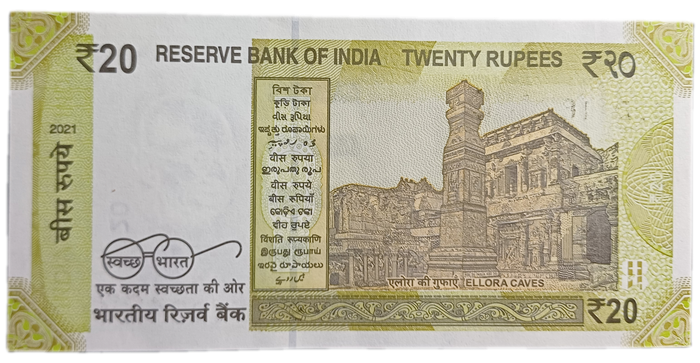 ₹20 RESERVE BANK OF INDIA TWENTY RUPEES ₹२०
2021
बीस रुपये
বিশ টকা
কুড়ি টাকা
વીસ રૂપિયા
ಇಪ್ಪತ್ತು ರೂಪಾಯಿಗಳು
वीस रुपया
ഇരുപതു രൂപ
वीस रुपये
बीस रुपियाँ
କୋଡ଼ିଏ ଟଙ୍କା
ਵੀਹ ਰੁਪਏ
विंशती रूप्यकाणि
இருபது ரூபாய்
ఇరవై రూపాయలు
स्वच्छ भारत
एक कदम स्वच्छता की ओर
भारतीय रिज़र्व बैंक
एलोरा की गुफाएं ELLORA CAVES
₹20